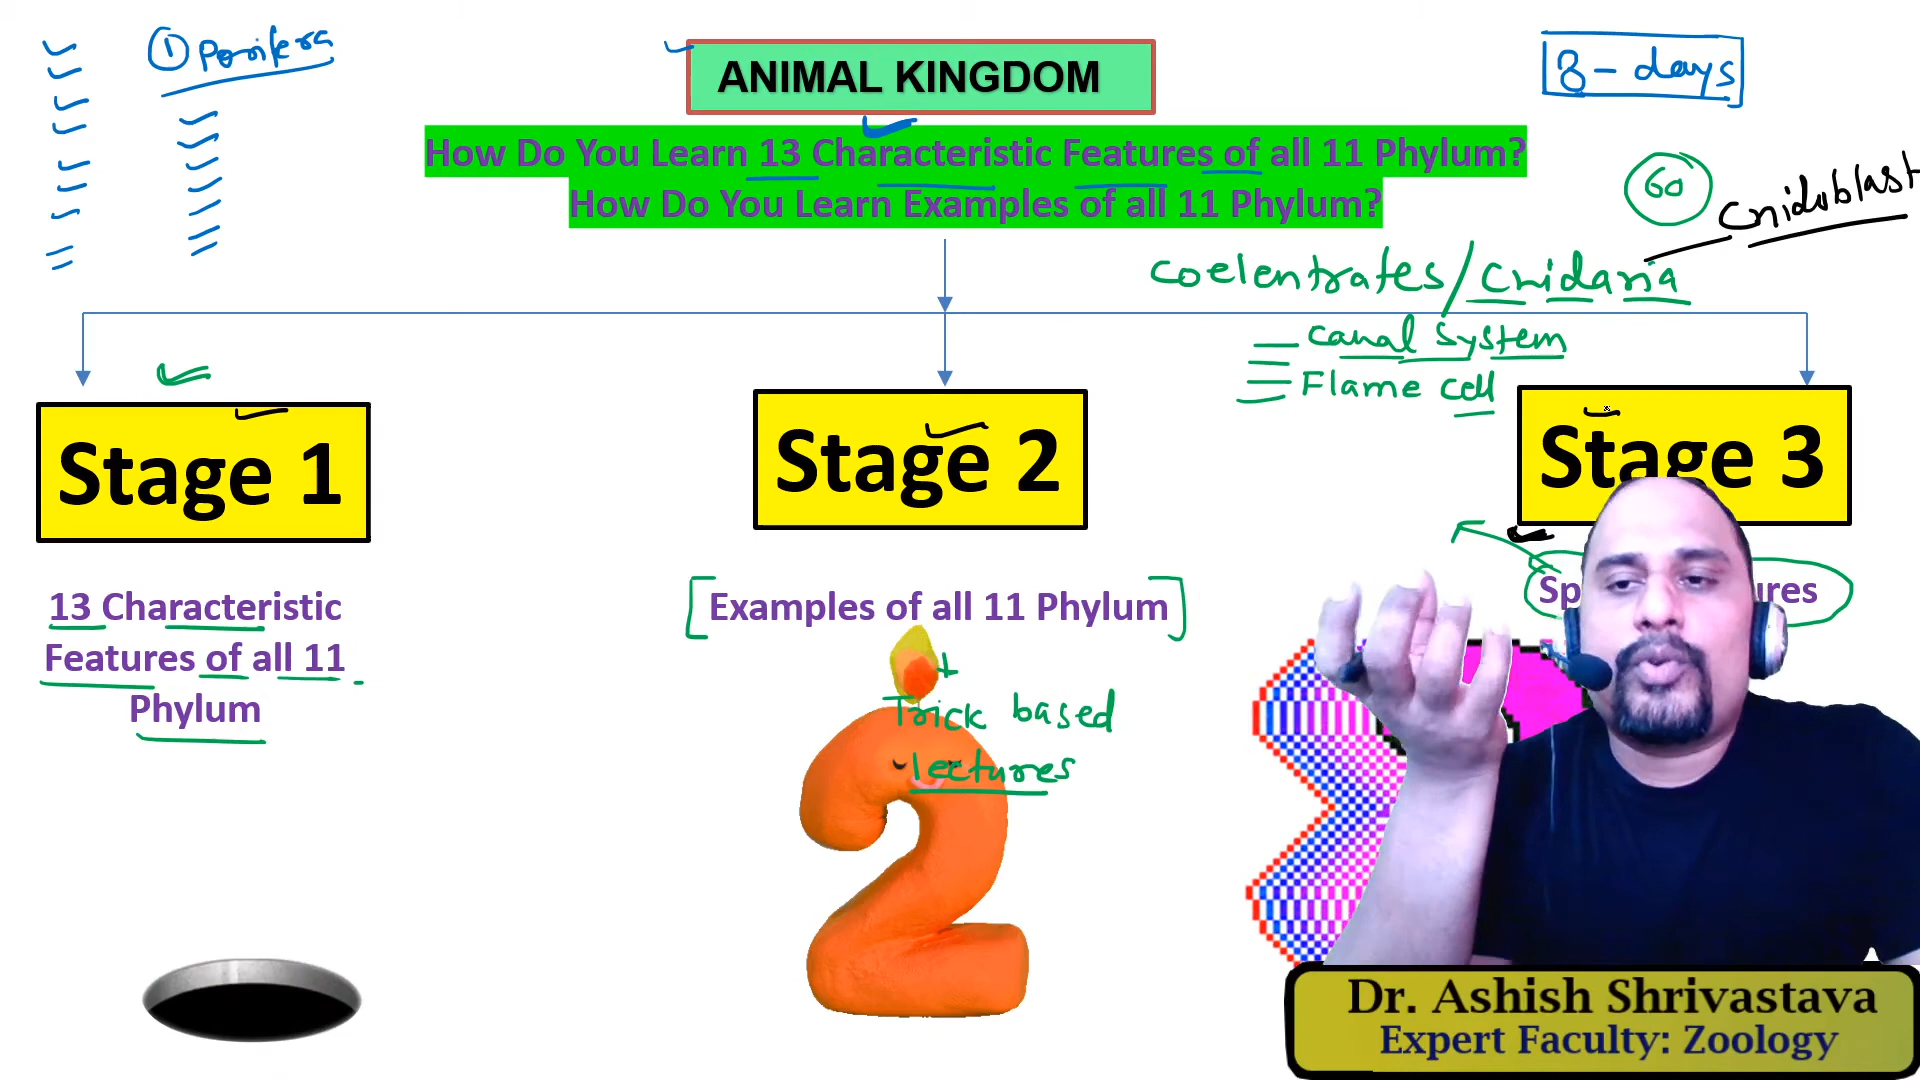 ① Porifera
ANIMAL KINGDOM
8 - days
How Do You Learn 13 Characteristic Features of all 11 Phylum?
How Do You Learn Examples of all 11 Phylum?
60
Cnidoblast
Coelentrates/Cnidaria
Canal System
Flame Cell
Stage 1
Stage 2
Stage 3
13 Characteristic
Features of all 11
Phylum
[Examples of all 11 Phylum]
+
Trick based
lectures
Dr. Ashish Shrivastava
Expert Faculty: Zoology